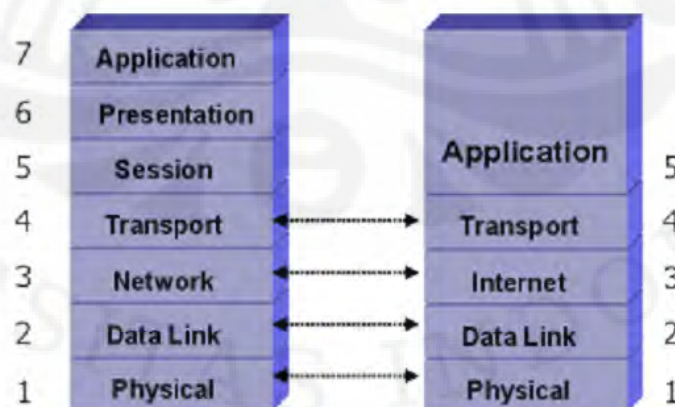 7 Application
6 Presentation
5 Session
4 Transport
3 Network
2 Data Link
1 Physical
Application 5
Transport 4
Internet 3
Data Link 2
Physical 1